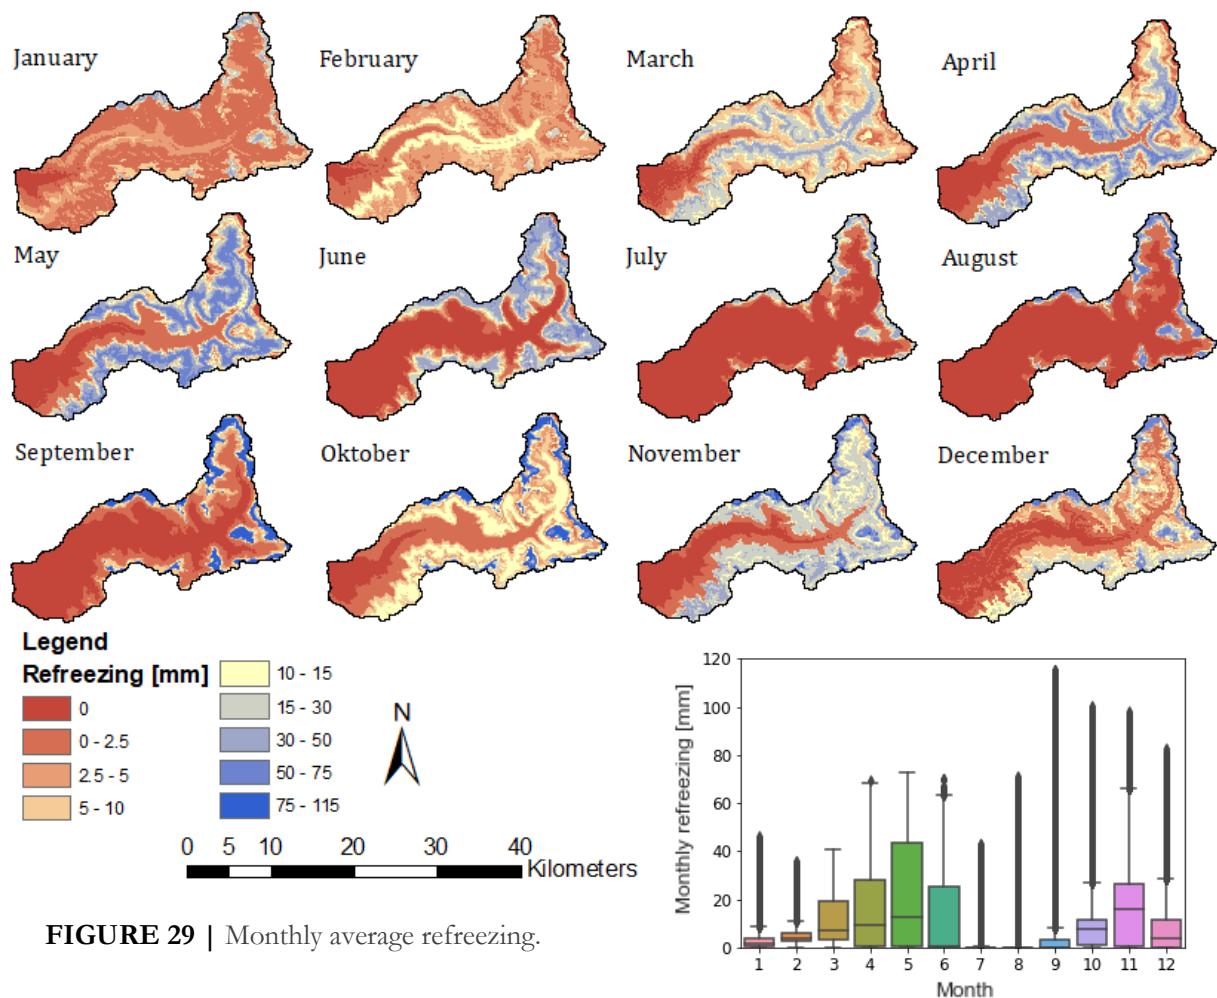 January
February
March
April
May
June
July
August
September
Oktober
November
December
Legend
Refreezing [mm]
0
0 - 2.5
2.5 - 5
5 - 10
10 - 15
15 - 30
30 - 50
50 - 75
75 - 115
N
0 5 10 20 30 40
Kilometers
120
100
80
60
40
20
0
Monthly refreezing [mm]
1 2 3 4 5 6 7 8 9 10 11 12
Month
FIGURE 29 | Monthly average refreezing.